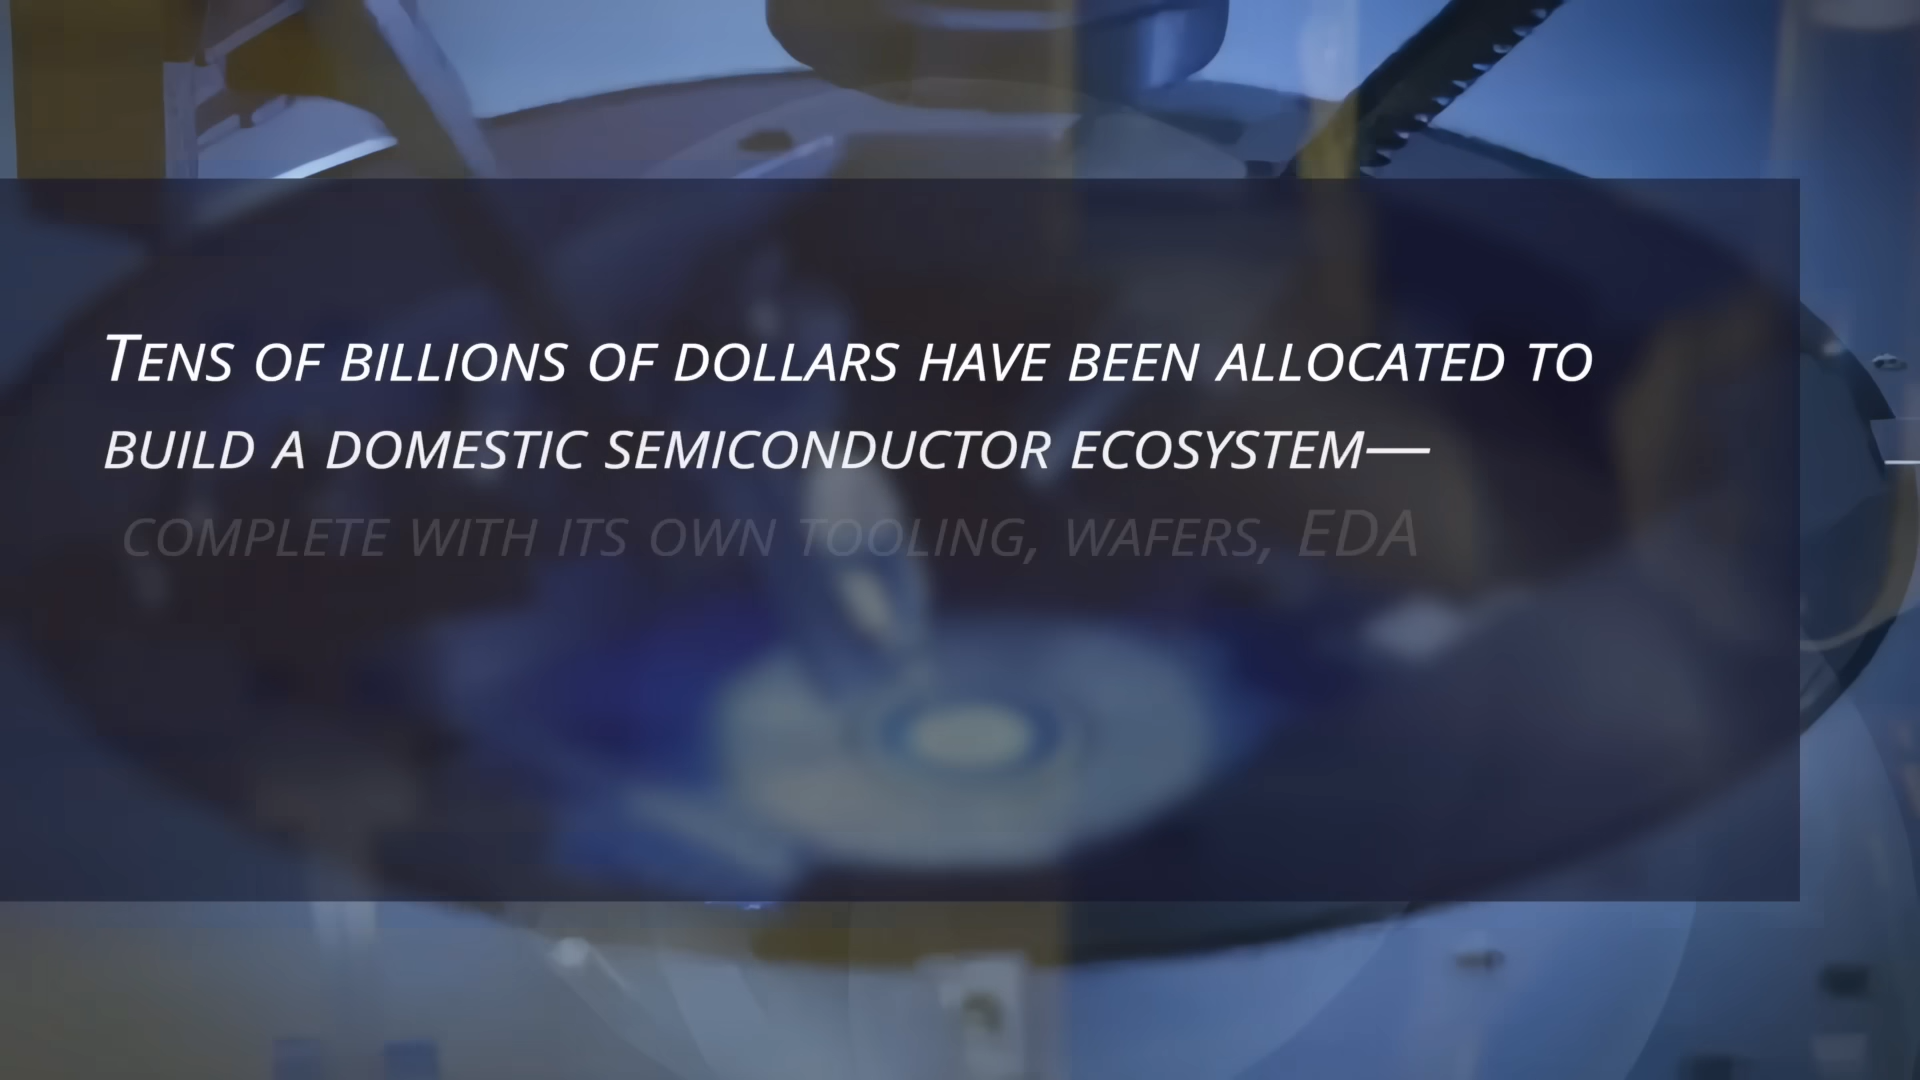 Tens of billions of dollars have been allocated to
build a domestic semiconductor ecosystem—
complete with its own tooling, wafers, EDA